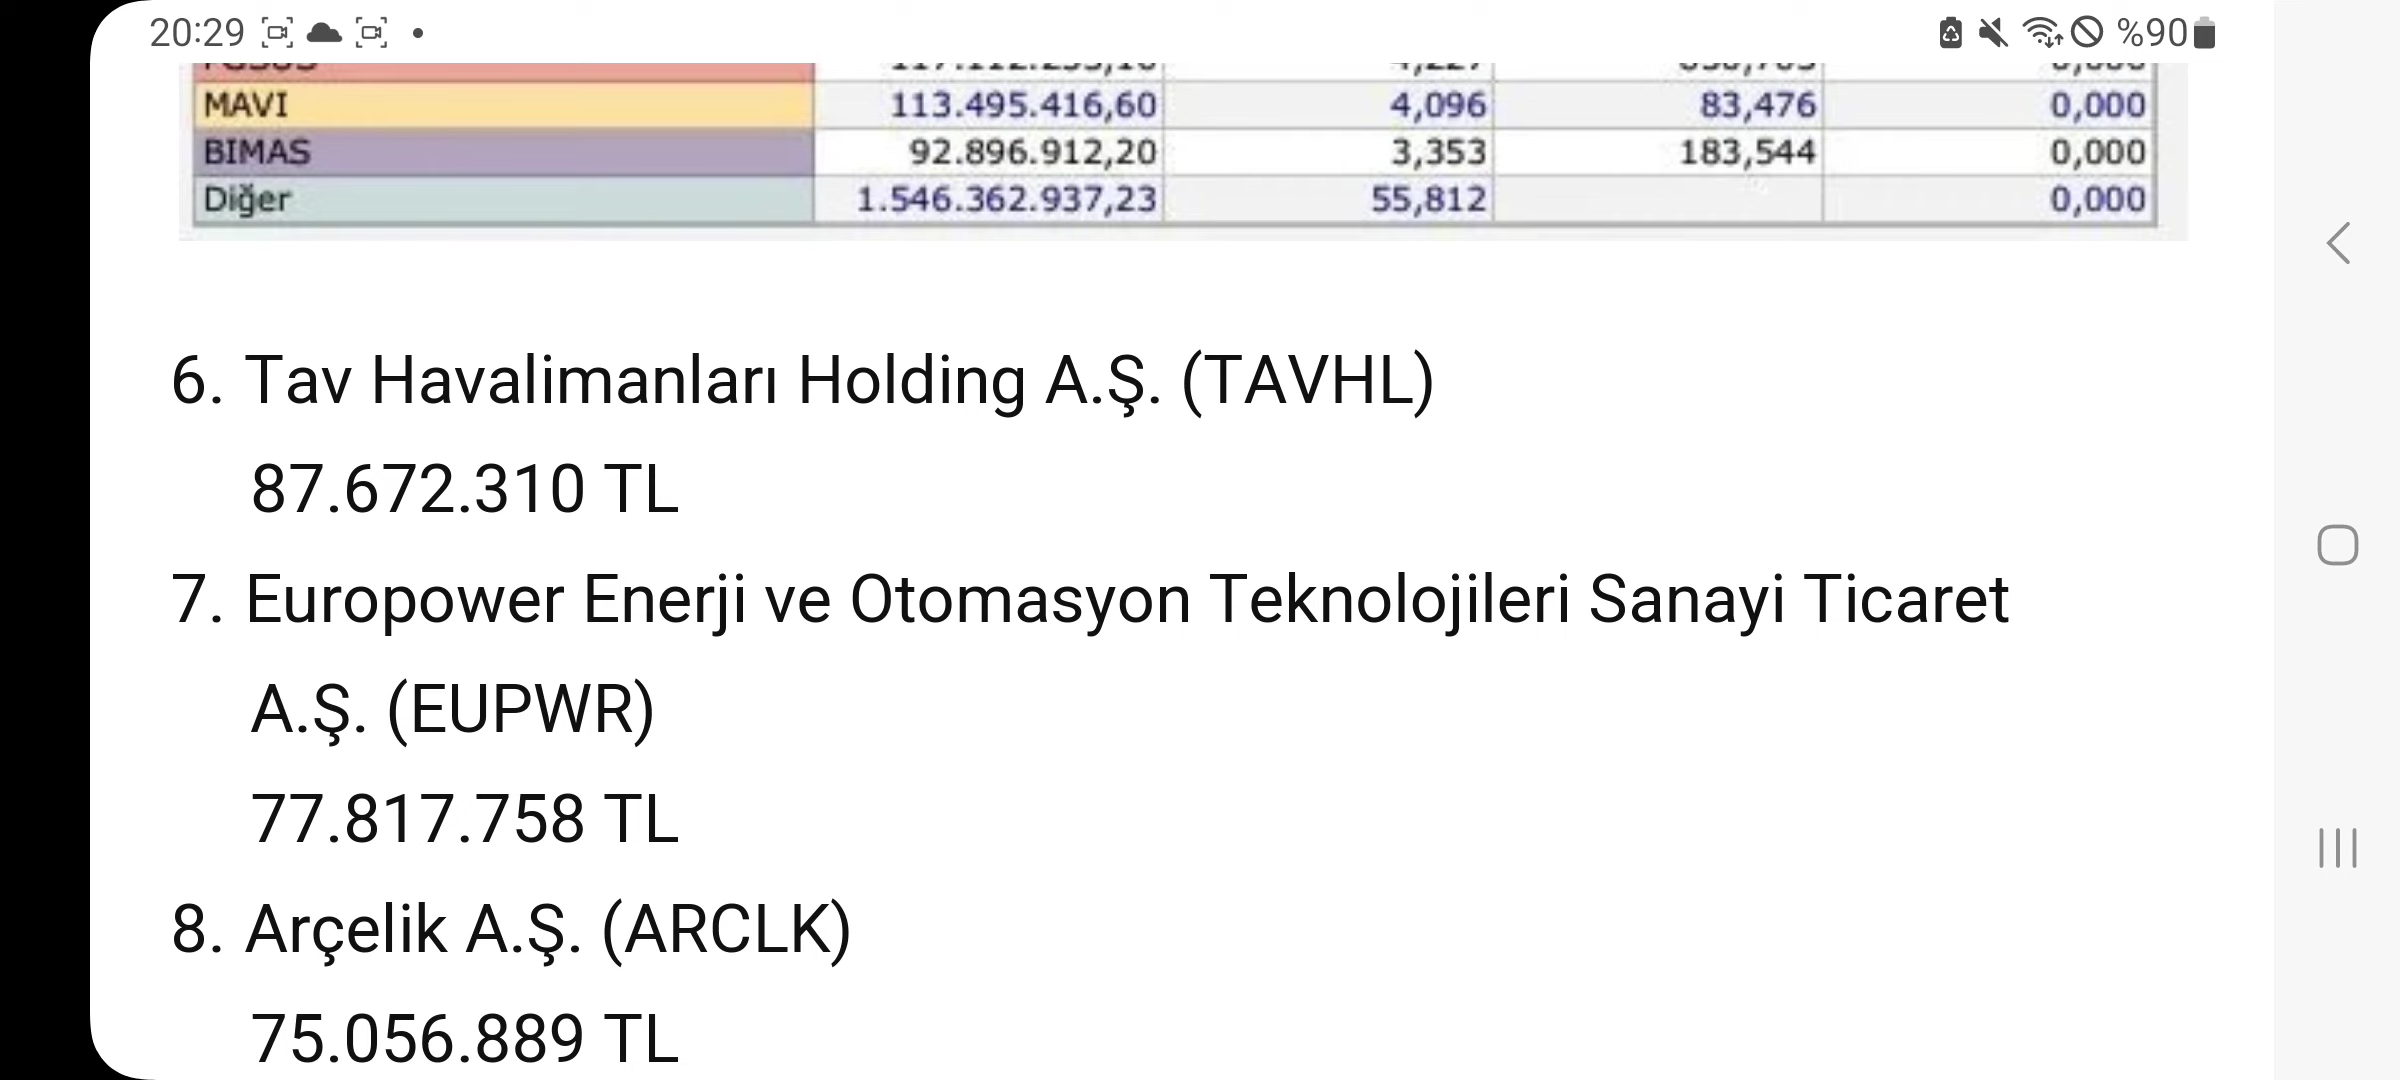 20:29 %90
MAVI 113.495.416,60 4,096 83,476 0,000
BIMAS 92.896.912,20 3,353 183,544 0,000
Diğer 1.546.362.937,23 55,812 0,000
6. Tav Havalimanları Holding A.Ş. (TAVHL)
87.672.310 TL
7. Europower Enerji ve Otomasyon Teknolojileri Sanayi Ticaret
A.Ş. (EUPWR)
77.817.758 TL
8. Arçelik A.Ş. (ARCLK)
75.056.889 TL